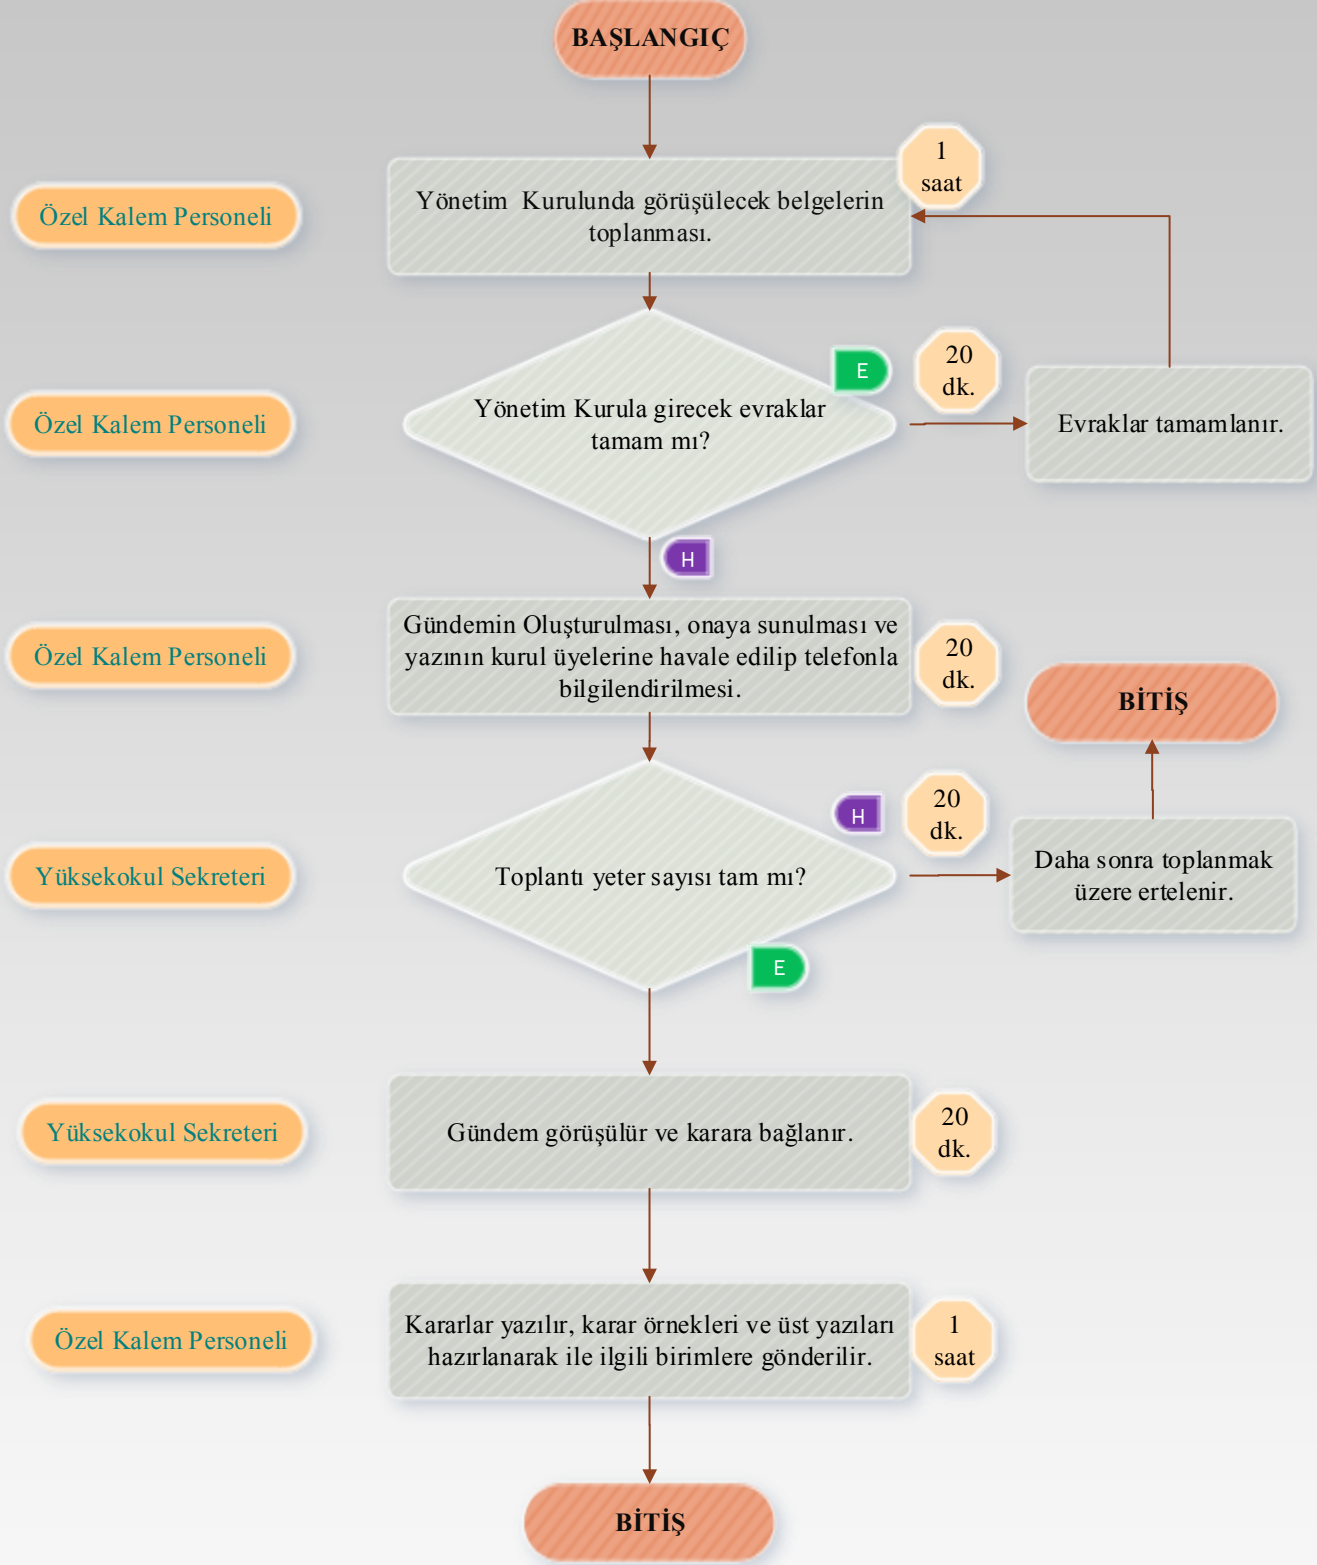 BAŞLANGIÇ
1
saat
Özel Kalem Personeli
Yönetim  Kurulunda görüşülecek belgelerin
toplanması.
Özel Kalem Personeli
Yönetim Kurula girecek evraklar
tamam mı?
E
20
dk.
Evraklar tamamlanır.
H
Özel Kalem Personeli
Gündemin Oluşturulması, onaya sunulması ve
yazının kurul üyelerine havale edilip telefonla
bilgilendirilmesi.
20
dk.
BİTİŞ
Yüksekokul Sekreteri
Toplantı yeter sayısı tam mı?
H
20
dk.
Daha sonra toplanmak
üzere ertelenir.
E
Yüksekokul Sekreteri
Gündem görüşülür ve karara bağlanır.
20
dk.
Özel Kalem Personeli
Kararlar yazılır, karar örnekleri ve üst yazıları
hazırlanarak ile ilgili birimlere gönderilir.
1
saat
BİTİŞ